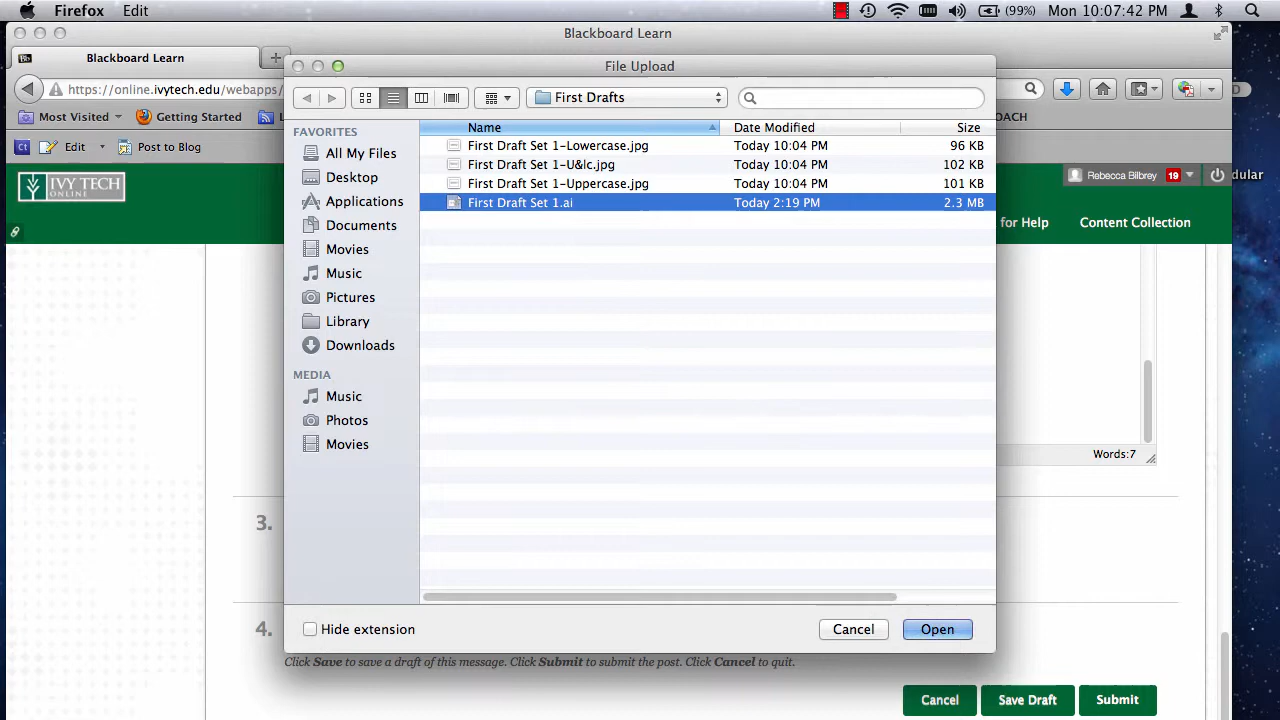 Firefox Edit (99%) Mon 10:07:42 PM
Blackboard Learn
Blackboard Learn
https://online.ivytech.edu/webapps/
Most Visited Getting Started
Edit Post to Blog
IVY TECH
ONLINE
Rebecca Bilbrey 19
for Help Content Collection
File Upload
First Drafts
FAVORITES
All My Files
Desktop
Applications
Documents
Movies
Music
Pictures
Library
Downloads
MEDIA
Music
Photos
Movies
Name Date Modified Size
First Draft Set 1-Lowercase.jpg Today 10:04 PM 96 KB
First Draft Set 1-U&lc.jpg Today 10:04 PM 102 KB
First Draft Set 1-Uppercase.jpg Today 10:04 PM 101 KB
First Draft Set 1.ai Today 2:19 PM 2.3 MB
Hide extension Cancel Open
Words:7
3.
4.
Click Save to save a draft of this message. Click Submit to submit the post. Click Cancel to quit.
Cancel Save Draft Submit